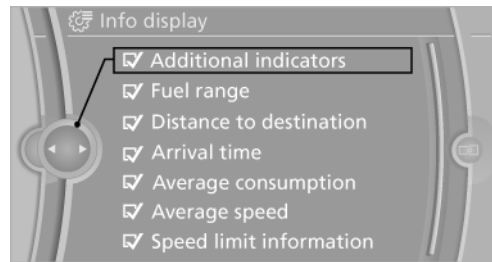 Info display
Additional indicators
Fuel range
Distance to destination
Arrival time
Average consumption
Average speed
Speed limit information